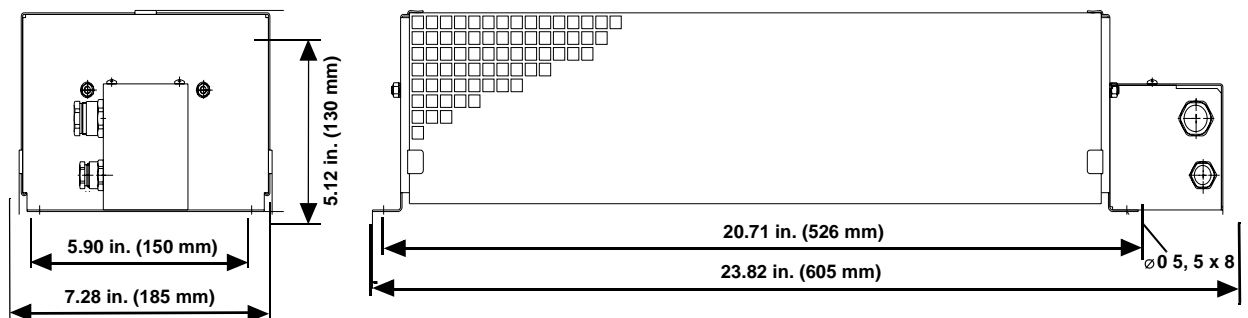 5.12 in. (130 mm)
5.90 in. (150 mm)
7.28 in. (185 mm)
20.71 in. (526 mm)
23.82 in. (605 mm)
⌀0 5, 5 x 8